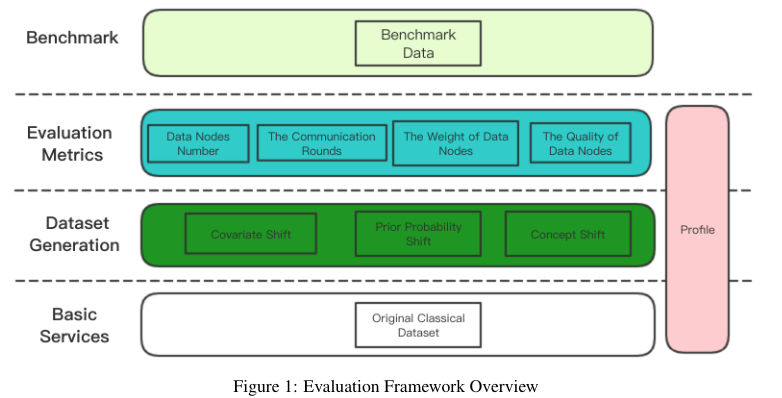 Benchmark
Benchmark
Data
Evaluation
Metrics
Data Nodes
Number
The Communication
Rounds
The Weight of Data
Nodes
The Quality of
Data Nodes
Dataset
Generation
Covariate Shift
Prior Probability
Shift
Concept Shift
Profile
Basic
Services
Original Classical
Dataset
Figure 1: Evaluation Framework Overview